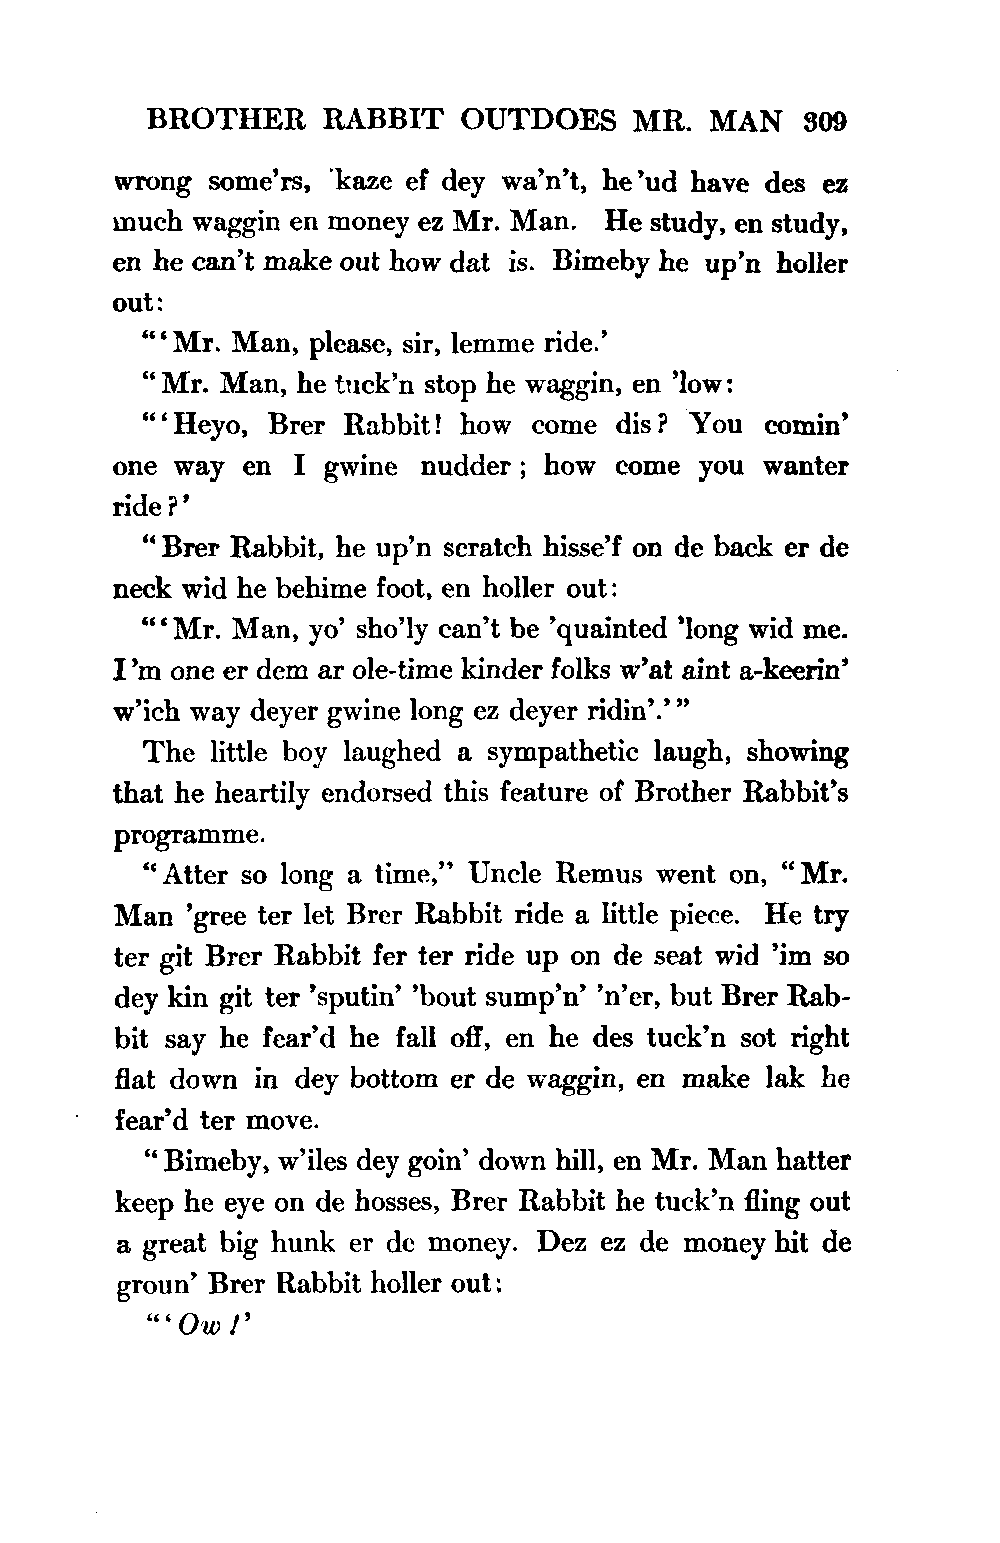 BROTHER RABBIT OUTDOES MR. MAN 309
wrong some'rs, 'kaze ef dey wa'n't, he'ud have des ez
much waggin en money ez Mr. Man. He study, en study,
en he can't make out how dat is. Bimeby he up'n holler
out:
"'Mr. Man, please, sir, lemme ride.'
"Mr. Man, he tuck'n stop he waggin, en 'low:
"'Heyo, Brer Rabbit! how come dis? You comin'
one way en I gwine nudder; how come you wanter
ride?'
"Brer Rabbit, he up'n scratch hisse'f on de back er de
neck wid he behime foot, en holler out:
"'Mr. Man, yo' sho'ly can't be 'quainted 'long wid me.
I'm one er dem ar ole-time kinder folks w'at aint a-keerin'
w'ich way deyer gwine long ez deyer ridin'.'"
The little boy laughed a sympathetic laugh, showing
that he heartily endorsed this feature of Brother Rabbit's
programme.
"Atter so long a time," Uncle Remus went on, "Mr.
Man 'gree ter let Brer Rabbit ride a little piece. He try
ter git Brer Rabbit fer ter ride up on de seat wid 'im so
dey kin git ter 'sputin' 'bout sump'n' 'n'er, but Brer Rab-
bit say he fear'd he fall off, en he des tuck'n sot right
flat down in dey bottom er de waggin, en make lak he
fear'd ter move.
"Bimeby, w'iles dey goin' down hill, en Mr. Man hatter
keep he eye on de hosses, Brer Rabbit he tuck'n fling out
a great big hunk er de money. Dez ez de money hit de
groun' Brer Rabbit holler out:
"'Ow!'